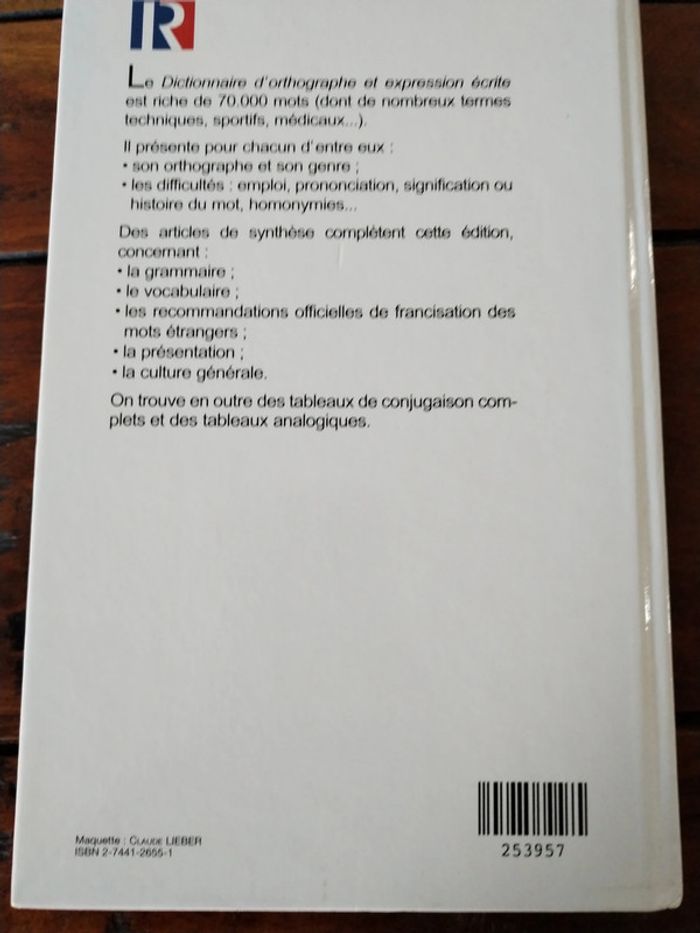 R
Le Dictionnaire d'orthographe et expression écrite
est riche de 70.000 mots (dont de nombreux termes
techniques, sportifs, médicaux...).
Il présente pour chacun d'entre eux :
• son orthographe et son genre ;
• les difficultés : emploi, prononciation, signification ou
histoire du mot, homonymies...
Des articles de synthèse complètent cette édition,
concernant :
• la grammaire ;
• le vocabulaire ;
• les recommandations officielles de francisation des
mots étrangers ;
• la présentation ;
• la culture générale.
On trouve en outre des tableaux de conjugaison com-
plets et des tableaux analogiques.
Maquette : CLAUDE LIEBER
ISBN 2-7441-2655-1
253957